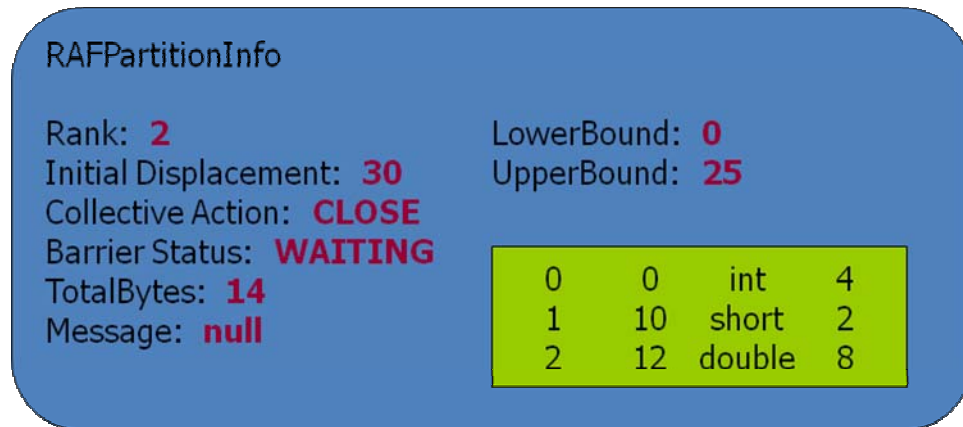 RAFPartitionInfo
Rank: 2
Initial Displacement: 30
Collective Action: CLOSE
Barrier Status: WAITING
TotalBytes: 14
Message: null
LowerBound: 0
UpperBound: 25
0 0 int 4
1 10 short 2
2 12 double 8